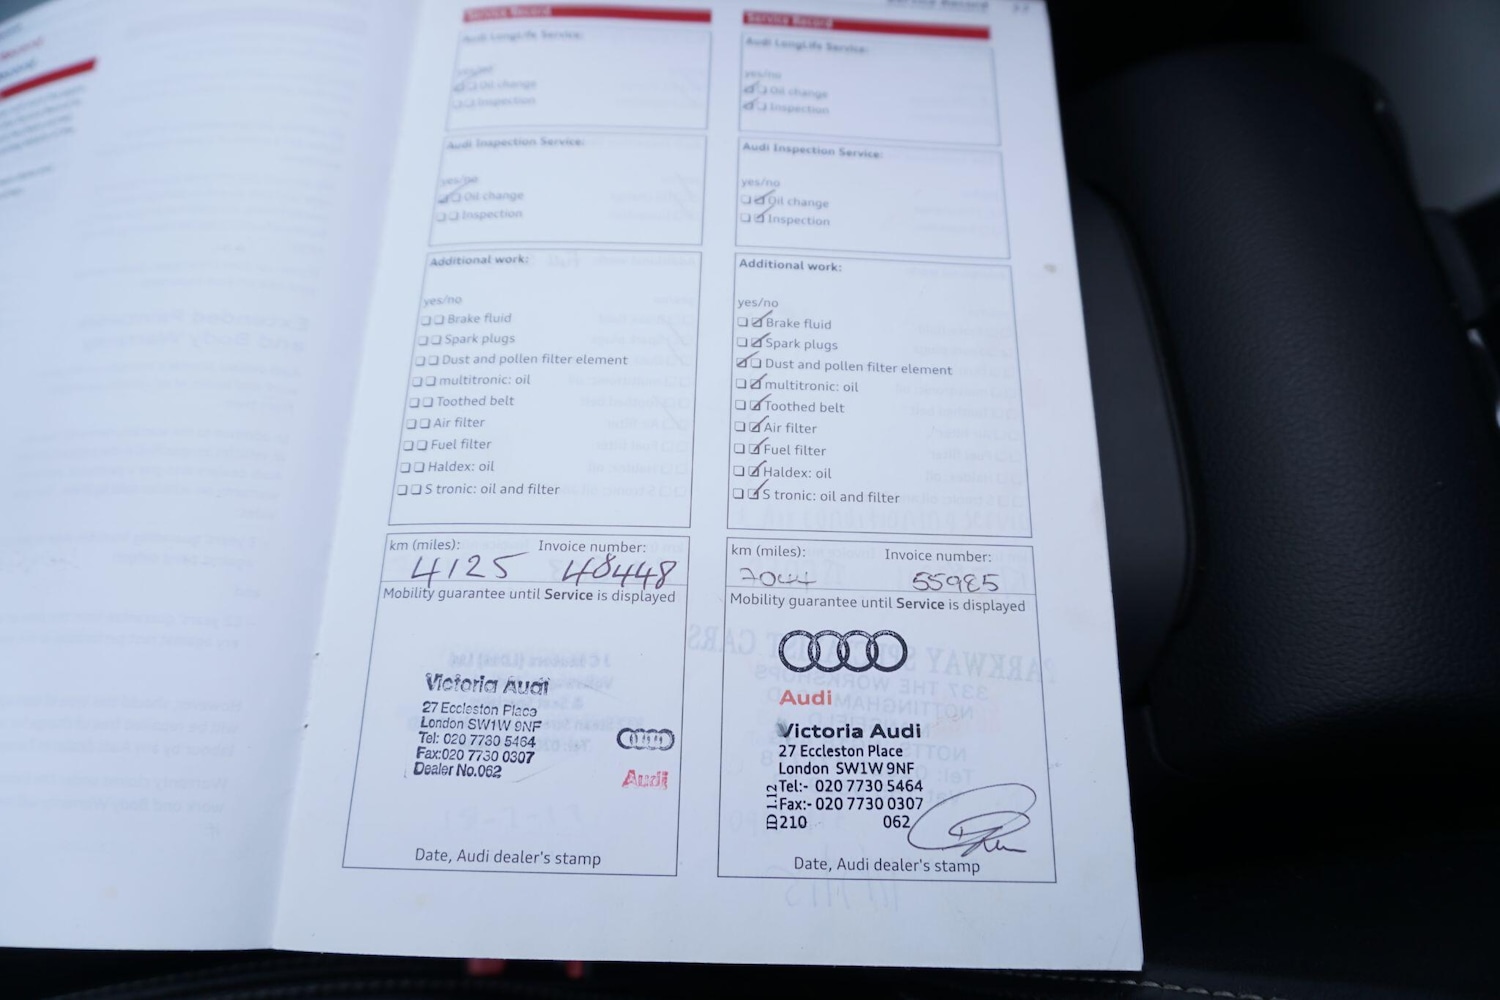 Service Record
Audi LongLife Service:
yes/no
Oil change
Inspection
Audi Inspection Service:
yes/no
Oil change
Inspection
Additional work:
yes/no
Brake fluid
Spark plugs
Dust and pollen filter element
multitronic: oil
Toothed belt
Air filter
Fuel filter
Haldex: oil
S tronic: oil and filter
km (miles): Invoice number:
4125 48448
Mobility guarantee until Service is displayed
Victoria Audi
27 Eccleston Place
London SW1W 9NF
Tel: 020 7730 5464
Fax:020 7730 0307
Dealer No.062
Audi
Date, Audi dealer's stamp
Service Record
Service Record
Audi LongLife Service:
yes/no
Oil change
Inspection
Audi Inspection Service:
yes/no
Oil change
Inspection
Additional work:
yes/no
Brake fluid
Spark plugs
Dust and pollen filter element
multitronic: oil
Toothed belt
Air filter
Fuel filter
Haldex: oil
S tronic: oil and filter
km (miles): Invoice number:
7044 55985
Mobility guarantee until Service is displayed
Audi
Victoria Audi
27 Eccleston Place
London SW1W 9NF
Tel:- 020 7730 5464
Fax:- 020 7730 0307
210 062
ID 1.12
Date, Audi dealer's stamp